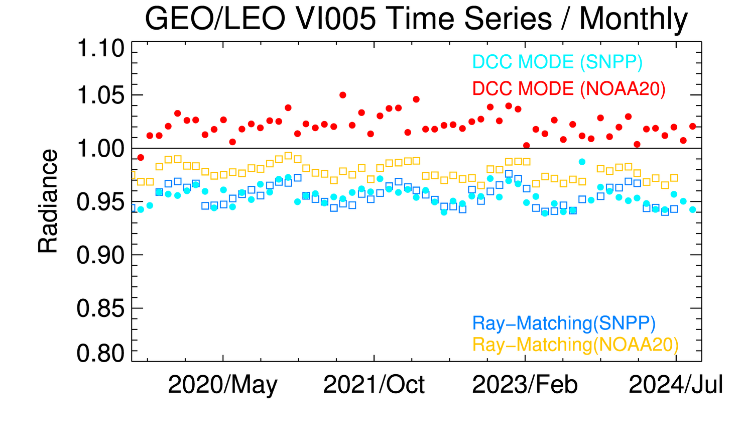 GEO/LEO VI005 Time Series / Monthly
1.10
DCC MODE (SNPP)
DCC MODE (NOAA20)
1.05
1.00
Radiance
0.95
0.90
0.85
Ray−Matching(SNPP)
Ray−Matching(NOAA20)
0.80
2020/May 2021/Oct 2023/Feb 2024/Jul